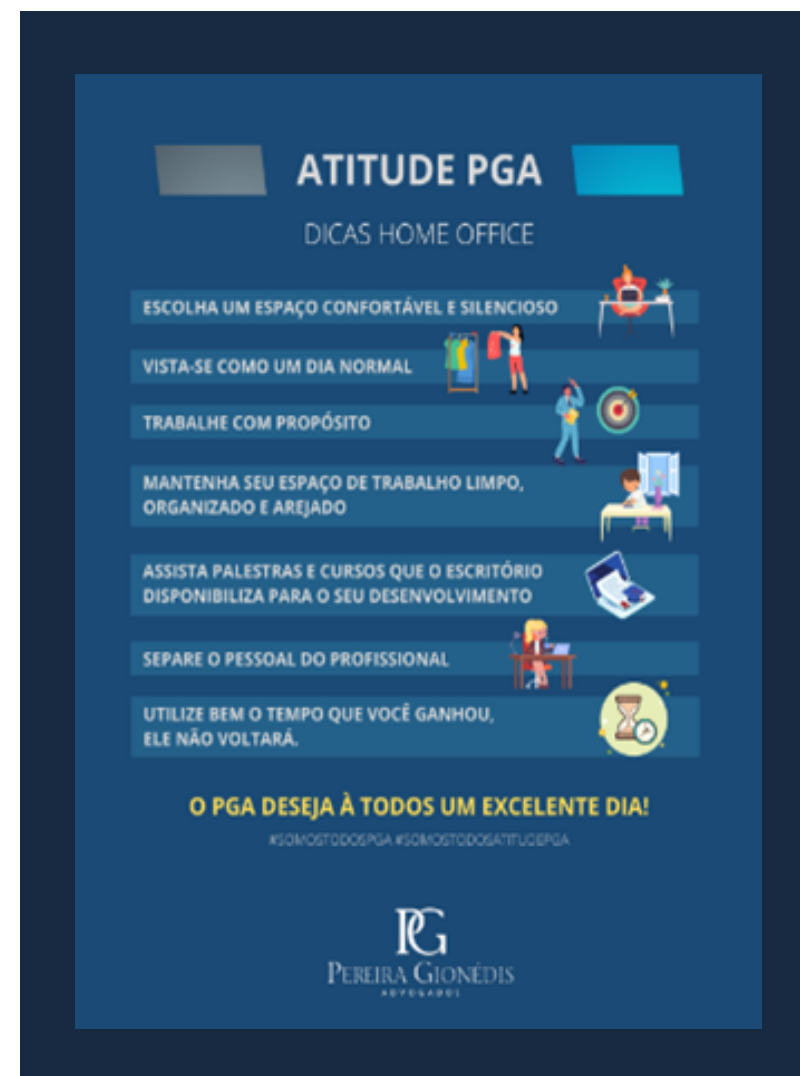 ATITUDE PGA
DICAS HOME OFFICE
ESCOLHA UM ESPAÇO CONFORTÁVEL E SILENCIOSO
VISTA-SE COMO UM DIA NORMAL
TRABALHE COM PROPÓSITO
MANTENHA SEU ESPAÇO DE TRABALHO LIMPO,
ORGANIZADO E AREJADO
ASSISTA PALESTRAS E CURSOS QUE O ESCRITÓRIO
DISPONIBILIZA PARA O SEU DESENVOLVIMENTO
SEPARE O PESSOAL DO PROFISSIONAL
UTILIZE BEM O TEMPO QUE VOCÊ GANHOU,
ELE NÃO VOLTARÁ.
O PGA DESEJA À TODOS UM EXCELENTE DIA!
#SOMOSTODOSPGA #SOMOSTODOSATITUDEPGA
PG
PEREIRA GIONÉDIS
ADVOGADOS